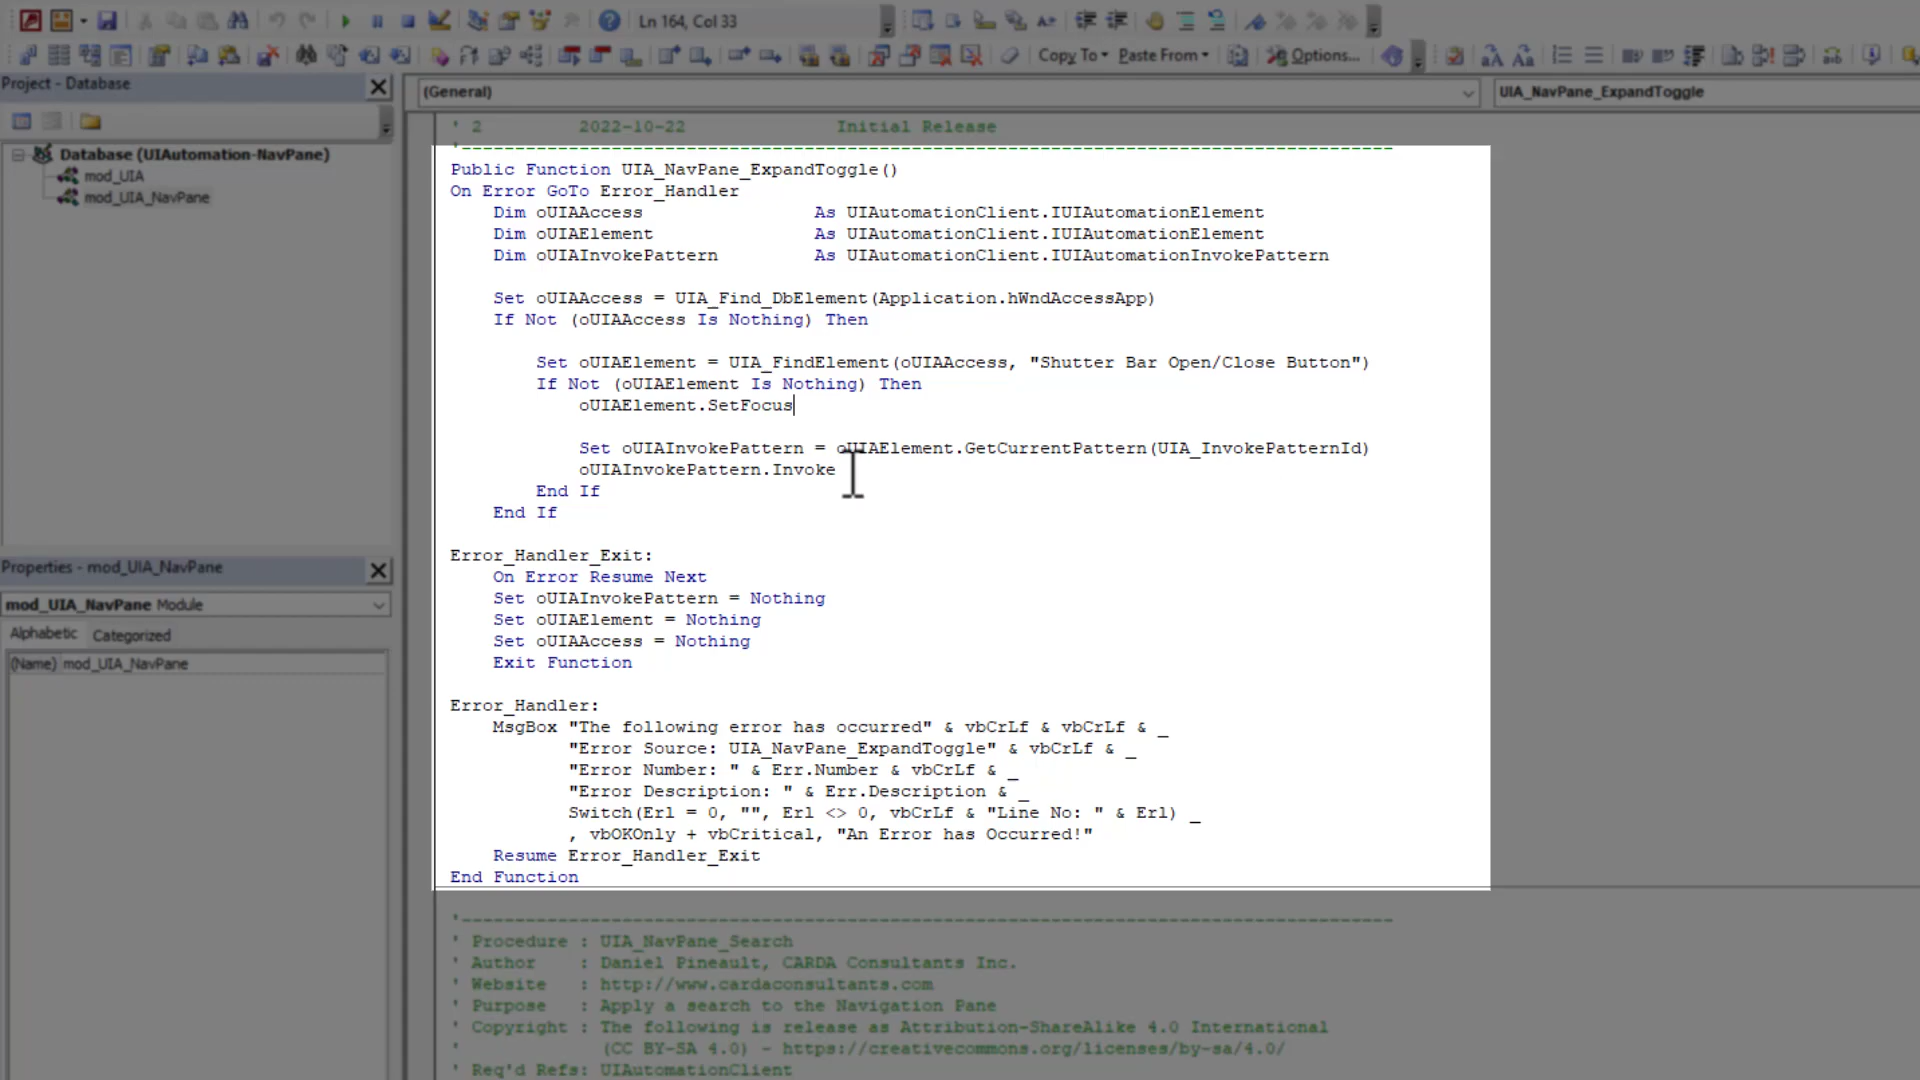 Ln 164, Col 33
Copy To
Paste From
Options...
Project - Database
Database (UIAutomation-NavPane)
mod_UIA
mod_UIA_NavPane
Properties - mod_UIA_NavPane
mod_UIA_NavPane Module
Alphabetic Categorized
(Name) mod_UIA_NavPane
(General) UIA_NavPane_ExpandToggle
' 2 2022-10-22 Initial Release
'---------------------------------------------------------------------------------------
Public Function UIA_NavPane_ExpandToggle()
On Error GoTo Error_Handler
Dim oUIAAccess As UIAutomationClient.IUIAutomationElement
Dim oUIAElement As UIAutomationClient.IUIAutomationElement
Dim oUIAInvokePattern As UIAutomationClient.IUIAutomationInvokePattern
Set oUIAAccess = UIA_Find_DbElement(Application.hWndAccessApp)
If Not (oUIAAccess Is Nothing) Then
Set oUIAElement = UIA_FindElement(oUIAAccess, "Shutter Bar Open/Close Button")
If Not (oUIAElement Is Nothing) Then
oUIAElement.SetFocus
Set oUIAInvokePattern = oUIAElement.GetCurrentPattern(UIA_InvokePatternId)
oUIAInvokePattern.Invoke
End If
End If
Error_Handler_Exit:
On Error Resume Next
Set oUIAInvokePattern = Nothing
Set oUIAElement = Nothing
Set oUIAAccess = Nothing
Exit Function
Error_Handler:
MsgBox "The following error has occurred" & vbCrLf & vbCrLf & _
"Error Source: UIA_NavPane_ExpandToggle" & vbCrLf & _
"Error Number: " & Err.Number & vbCrLf & _
"Error Description: " & Err.Description & _
Switch(Erl = 0, "", Erl <> 0, vbCrLf & "Line No: " & Erl) _
, vbOKOnly + vbCritical, "An Error has Occurred!"
Resume Error_Handler_Exit
End Function
'---------------------------------------------------------------------------------------
' Procedure : UIA_NavPane_Search
' Author : Daniel Pineault, CARDA Consultants Inc.
' Website : http://www.cardaconsultants.com
' Purpose : Apply a search to the Navigation Pane
' Copyright : The following is release as Attribution-ShareAlike 4.0 International
' (CC BY-SA 4.0) - https://creativecommons.org/licenses/by-sa/4.0/
' Req'd Refs: UIAutomationClient